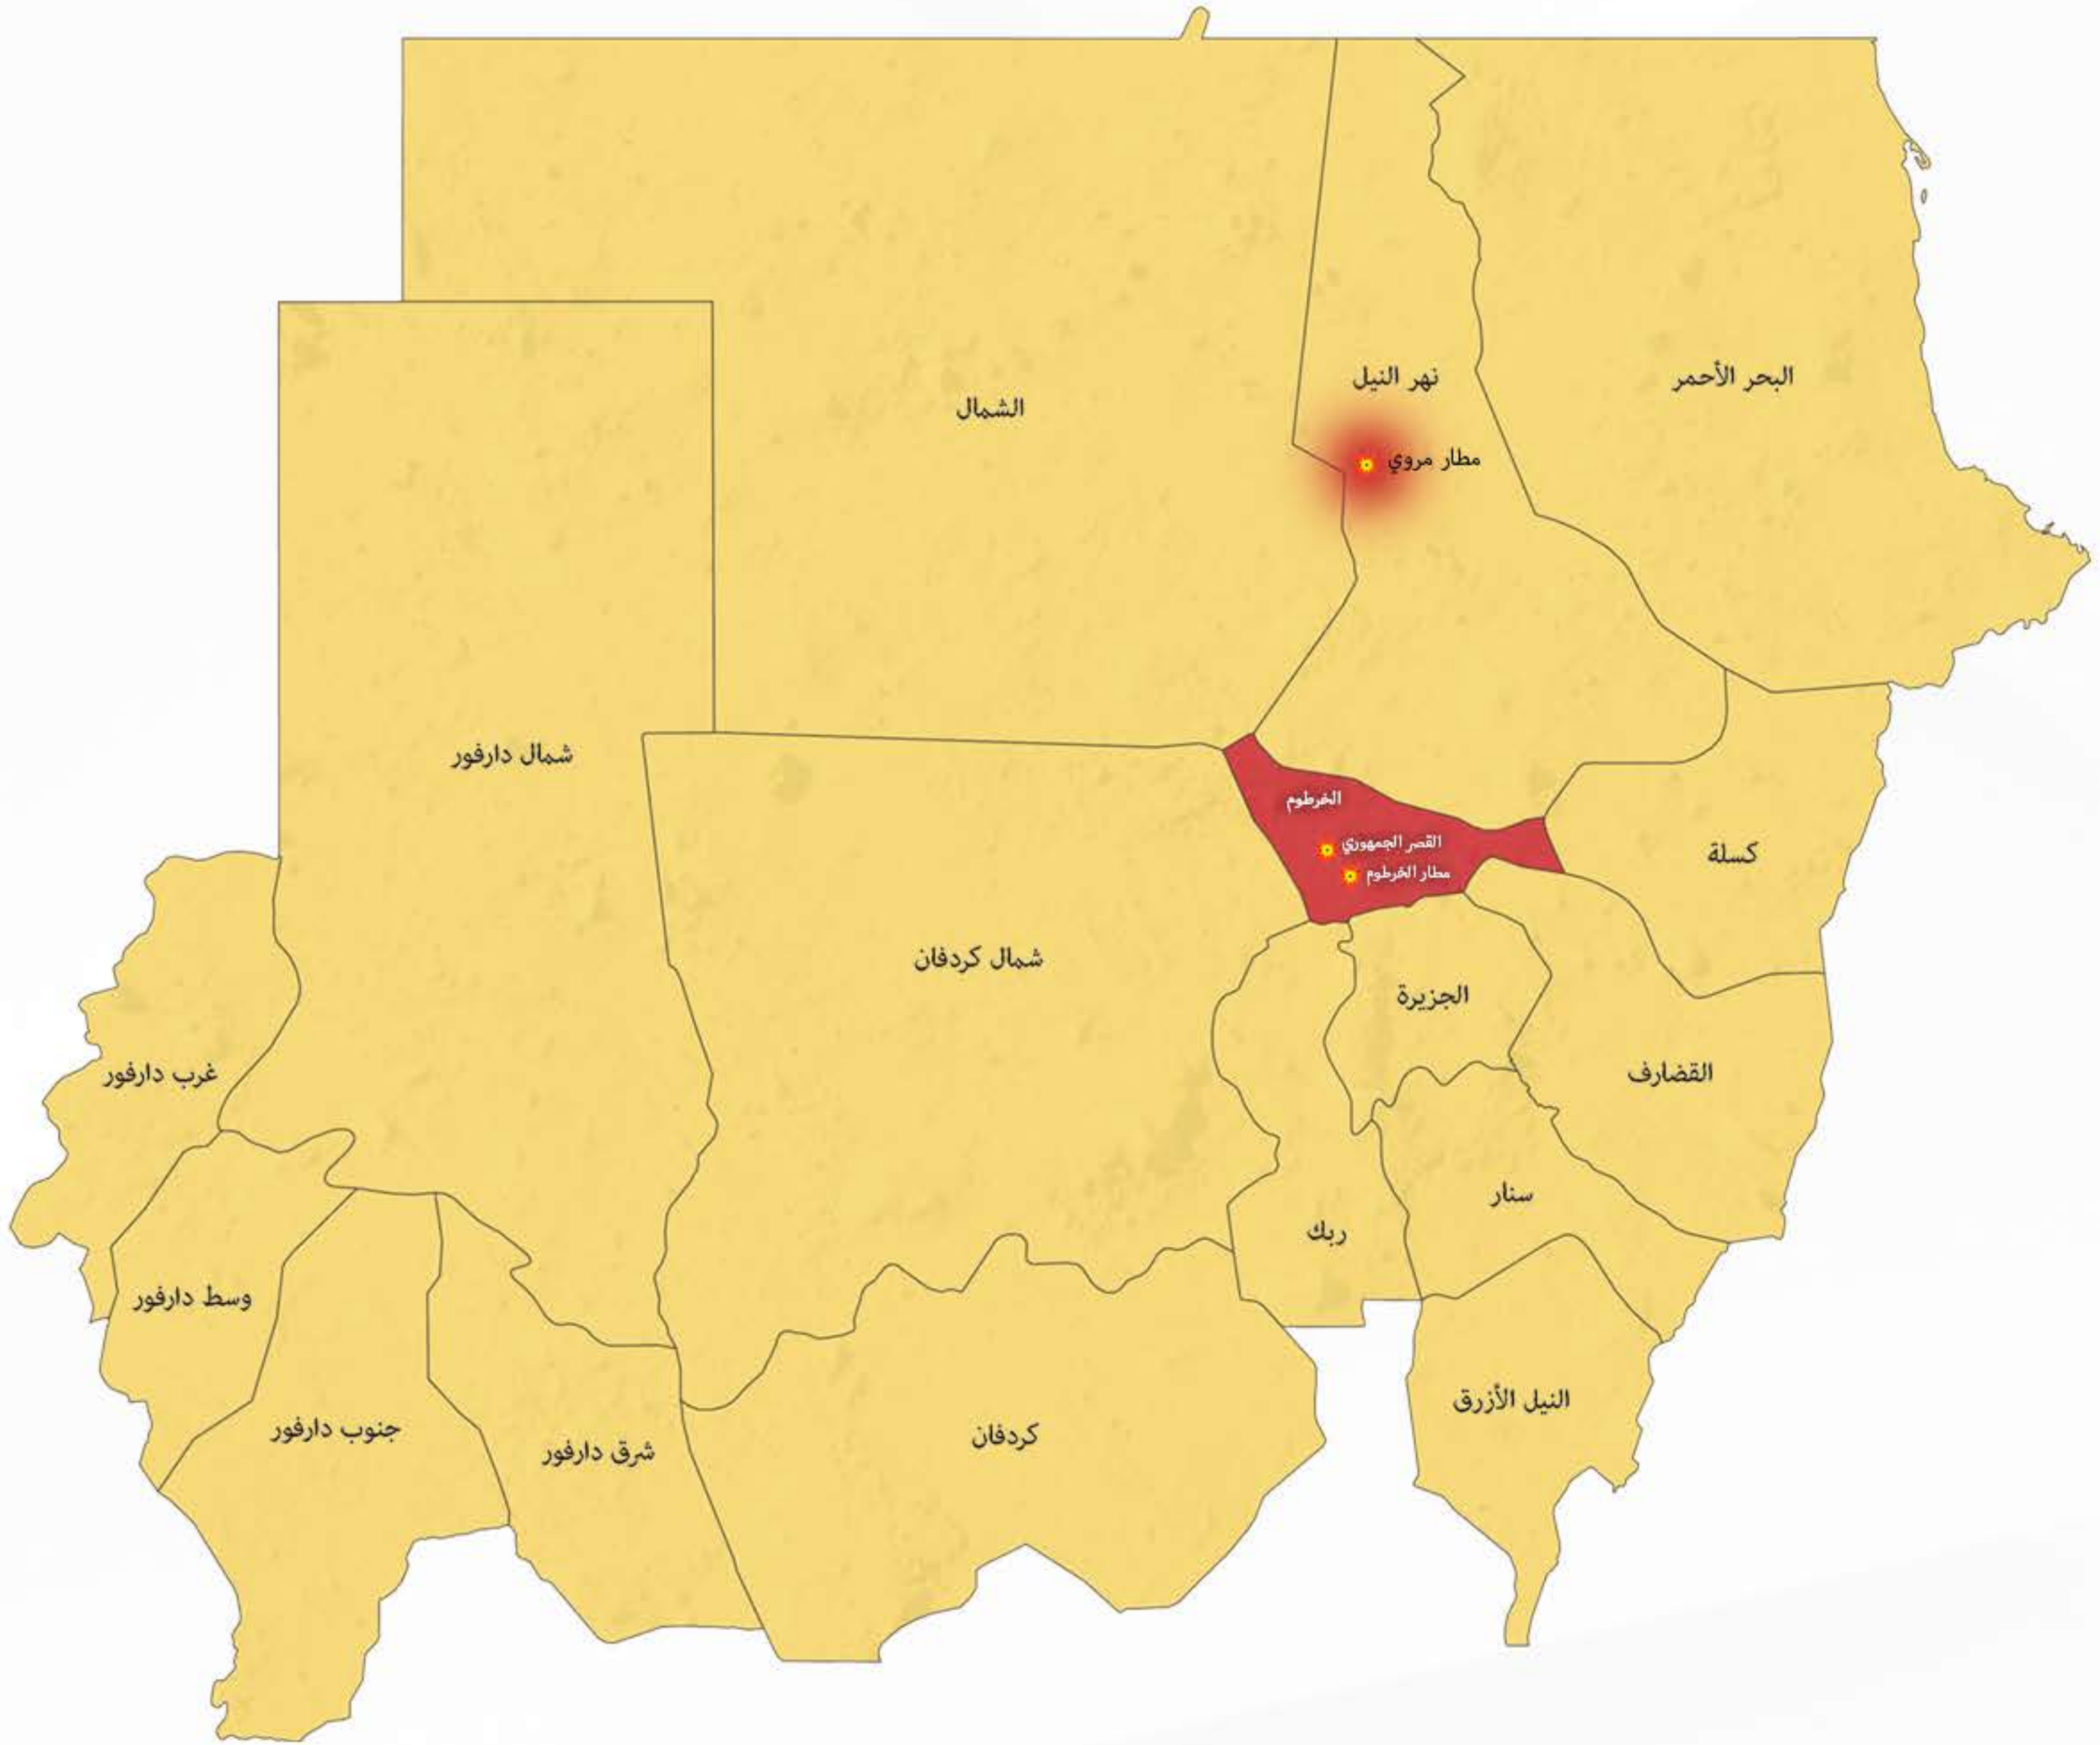 نهر النيل
البحر الأحمر
الشمال
مطار مروي
شمال دارفور
الخرطوم
القصر الجمهوري
مطار الخرطوم
كسلة
شمال كردفان
الجزيرة
القضارف
غرب دارفور
سنار
ربك
وسط دارفور
النيل الأزرق
جنوب دارفور
كردفان
شرق دارفور